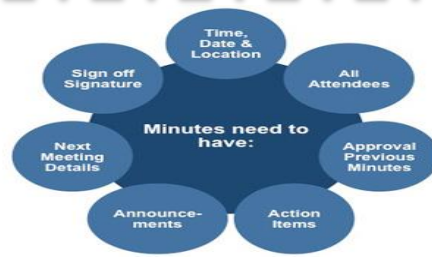 Time,
Date &
Location
All
Attendees
Approval
Previous
Minutes
Action
Items
Announce-
ments
Next
Meeting
Details
Sign off
Signature
Minutes need to
have: